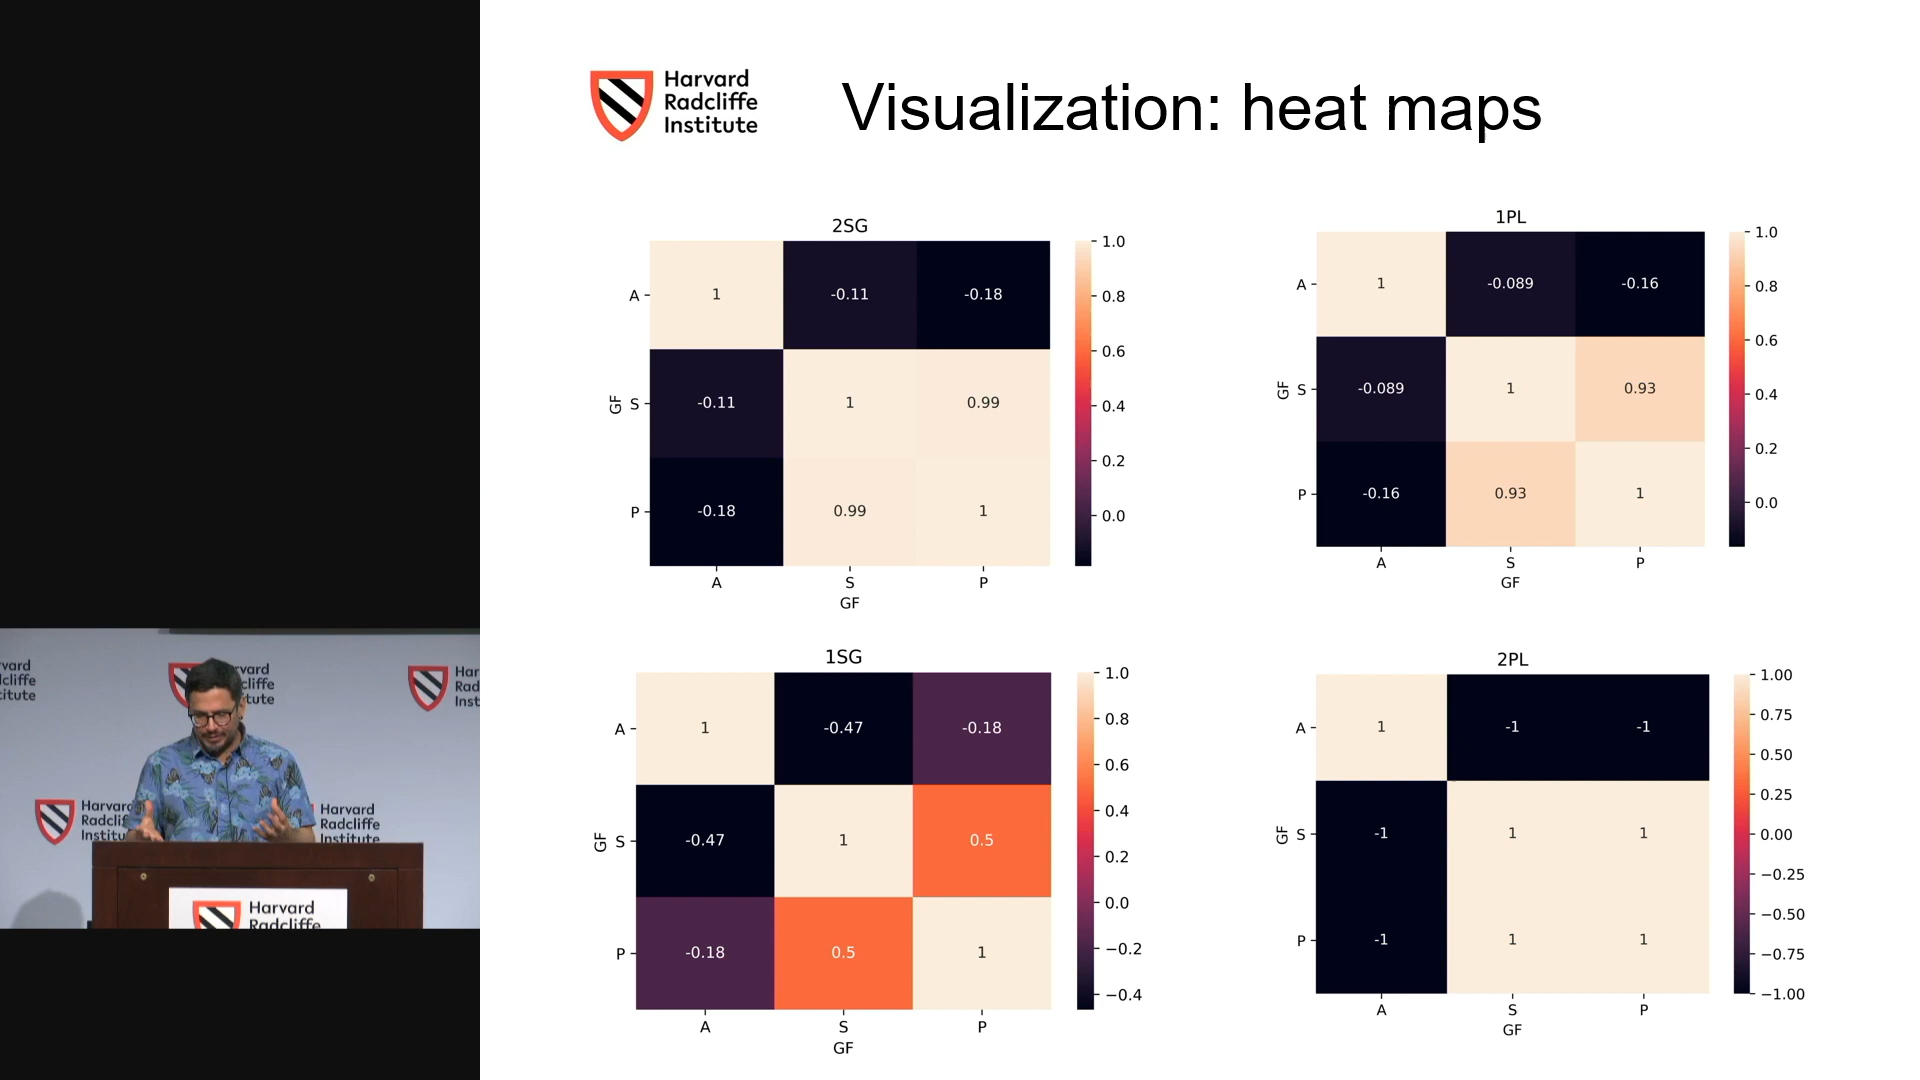 Harvard
Radcliffe
Institute
Visualization: heat maps
2SG
A
1 -0.11 -0.18
S
-0.11 1 0.99
P
-0.18 0.99 1
A S P
GF
GF
1.0
0.8
0.6
0.4
0.2
0.0
1PL
A
1 -0.089 -0.16
S
-0.089 1 0.93
P
-0.16 0.93 1
A S P
GF
GF
1.0
0.8
0.6
0.4
0.2
0.0
1SG
A
1 -0.47 -0.18
S
-0.47 1 0.5
P
-0.18 0.5 1
A S P
GF
GF
1.0
0.8
0.6
0.4
0.2
0.0
−0.2
−0.4
2PL
A
1 -1 -1
S
-1 1 1
P
-1 1 1
A S P
GF
GF
1.00
0.75
0.50
0.25
0.00
−0.25
−0.50
−0.75
−1.00
Harvard
Radcliffe
Institute
Harvard
Radcliffe